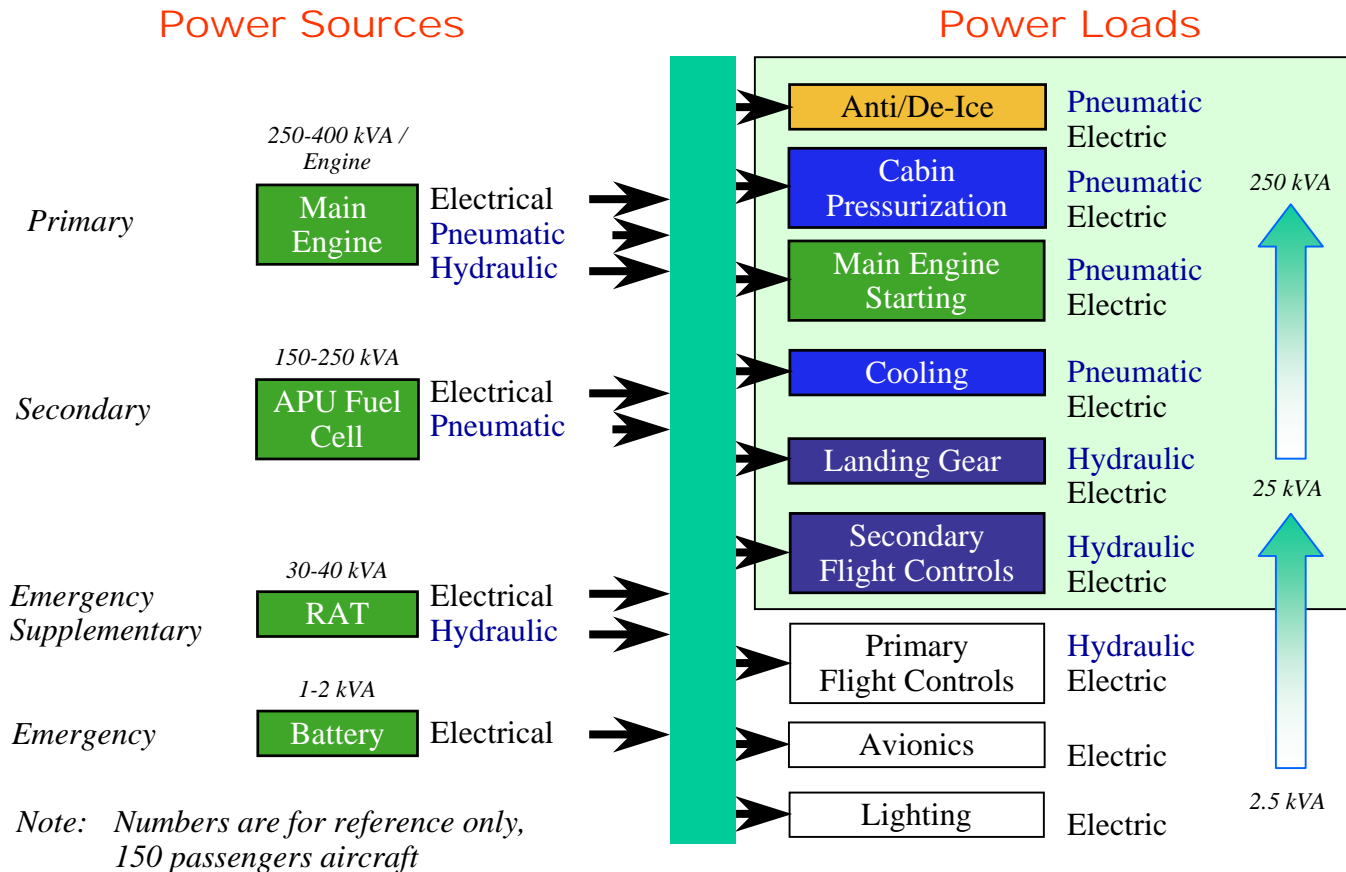 Power Sources
Power Loads
250-400 kVA /
Engine
Primary
Main
Engine
Electrical
Pneumatic
Hydraulic
150-250 kVA
Secondary
APU Fuel
Cell
Electrical
Pneumatic
30-40 kVA
Emergency
Supplementary
RAT
Electrical
Hydraulic
1-2 kVA
Emergency
Battery
Electrical
Note: Numbers are for reference only,
150 passengers aircraft
Anti/De-Ice
Pneumatic
Electric
Cabin
Pressurization
Pneumatic
Electric
Main Engine
Starting
Pneumatic
Electric
Cooling
Pneumatic
Electric
Landing Gear
Hydraulic
Electric
Secondary
Flight Controls
Hydraulic
Electric
Primary
Flight Controls
Hydraulic
Electric
Avionics
Electric
Lighting
Electric
250 kVA
25 kVA
2.5 kVA